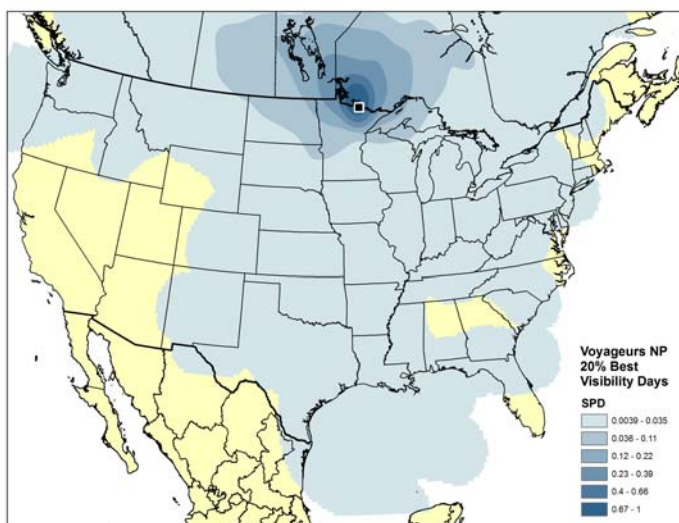 Voyageurs NP
20% Best
Visibility Days
SPD
0.0039 - 0.035
0.036 - 0.11
0.12 - 0.22
0.23 - 0.39
0.4 - 0.66
0.67 - 1